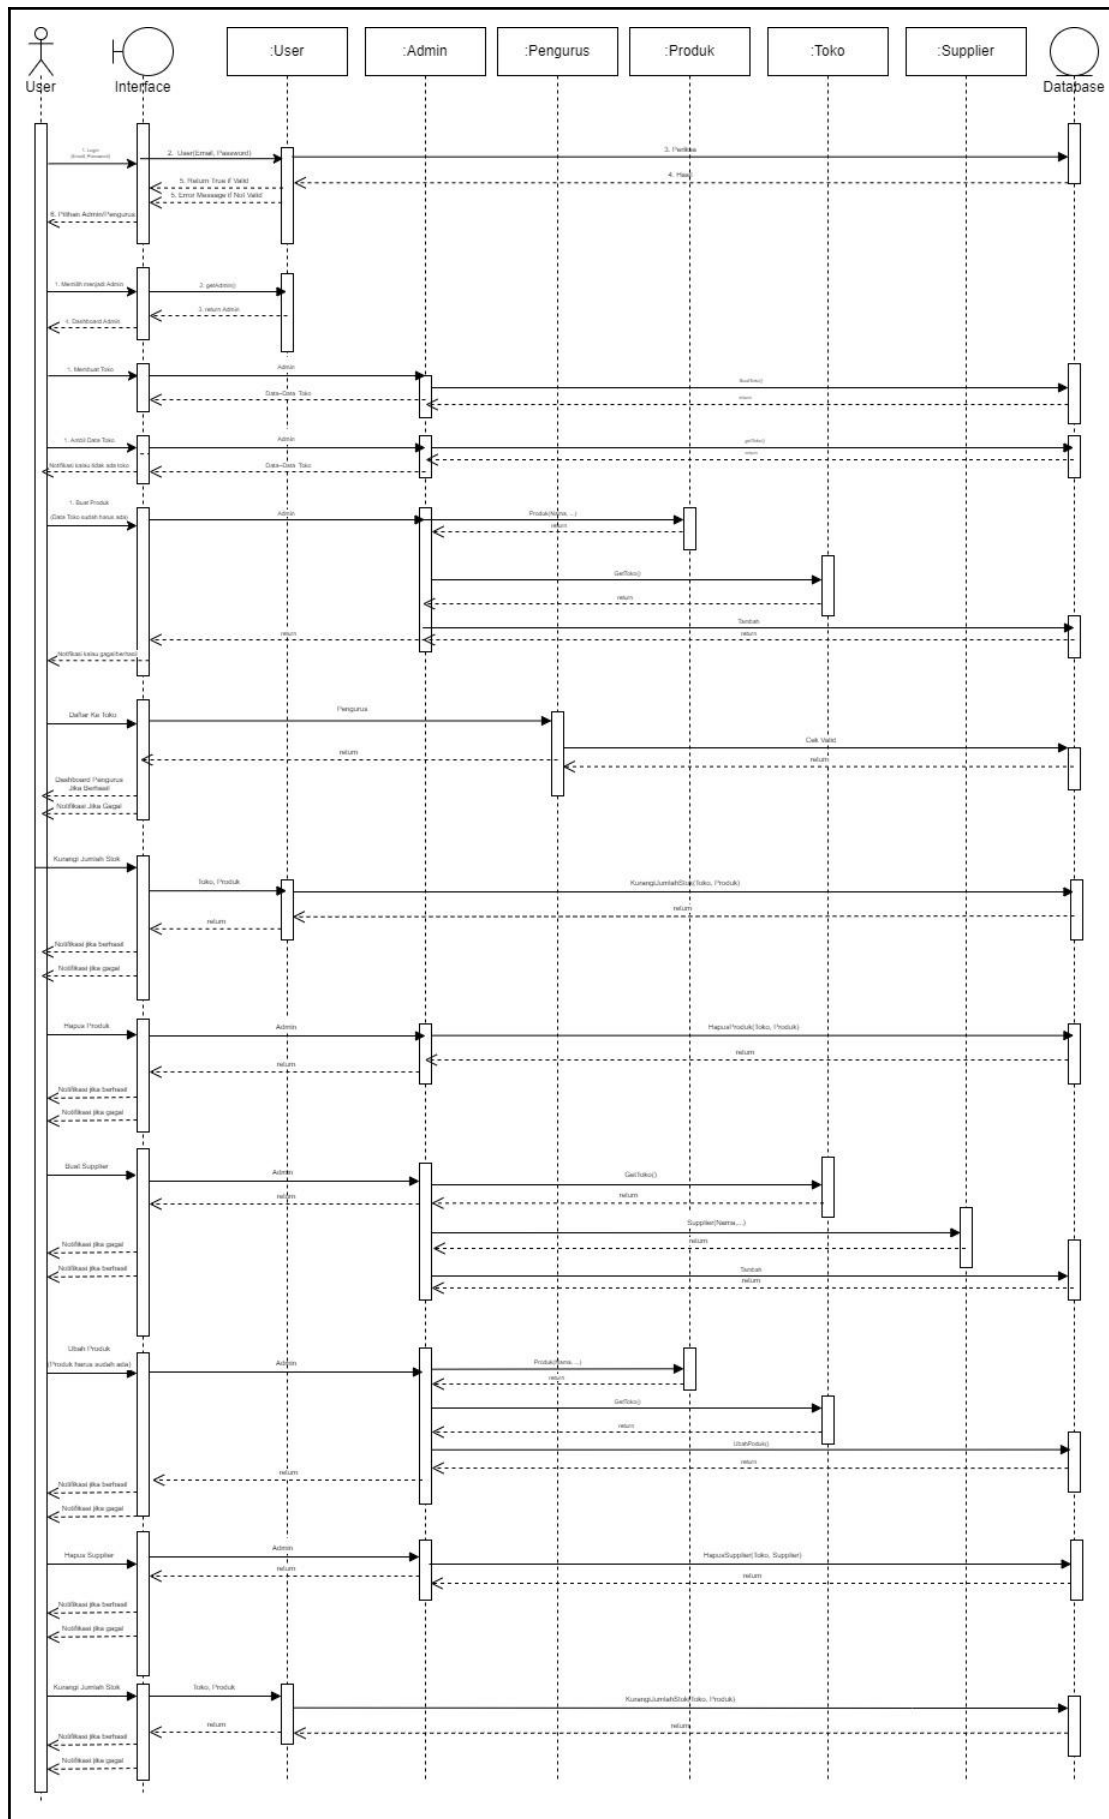 :User
:Admin
:Pengurus
:Produk
:Toko
:Supplier
User
Interface
Database
1. Login
(Email, Password)
2. User(Email, Password)
3. Periksa
4. Hasil
5. Return True if Valid
5. Error Message if Not Valid
6. Pilihan Admin/Pengurus
1. Memilih menjadi Admin
2. getAdmin()
3. return Admin
4. Dashboard Admin
1. Membuat Toko
Admin
BuatToko()
Data-Data Toko
return
1. Ambil Data Toko
Admin
getToko()
return
Notifikasi kalau tidak ada toko
Data-Data Toko
1. Buat Produk
(Data Toko sudah harus ada)
Admin
Produk(Nama, ...)
return
GetToko()
return
Tambah
return
return
Notifikasi kalau gagal/berhasil
Daftar Ke Toko
Pengurus
Cek Valid
return
return
Dashboard Pengurus
Jika Berhasil
Notifikasi Jika Gagal
Kurangi Jumlah Stok
Toko, Produk
KurangiJumlahStok(Toko, Produk)
return
return
Notifikasi jika berhasil
Notifikasi jika gagal
Hapus Produk
Admin
HapusProduk(Toko, Produk)
return
return
Notifikasi jika berhasil
Notifikasi jika gagal
Buat Supplier
Admin
GetToko()
return
return
Supplier(Nama,...)
return
Notifikasi jika gagal
Notifikasi jika berhasil
Tambah
return
Ubah Produk
(Produk harus sudah ada)
Admin
Produk(Nama, ...)
return
GetToko()
return
UbahProduk()
return
return
Notifikasi jika berhasil
Notifikasi jika gagal
Hapus Supplier
Admin
HapusSupplier(Toko, Supplier)
return
return
Notifikasi jika berhasil
Notifikasi jika gagal
Kurangi Jumlah Stok
Toko, Produk
KurangiJumlahStok(Toko, Produk)
return
return
Notifikasi jika berhasil
Notifikasi jika gagal